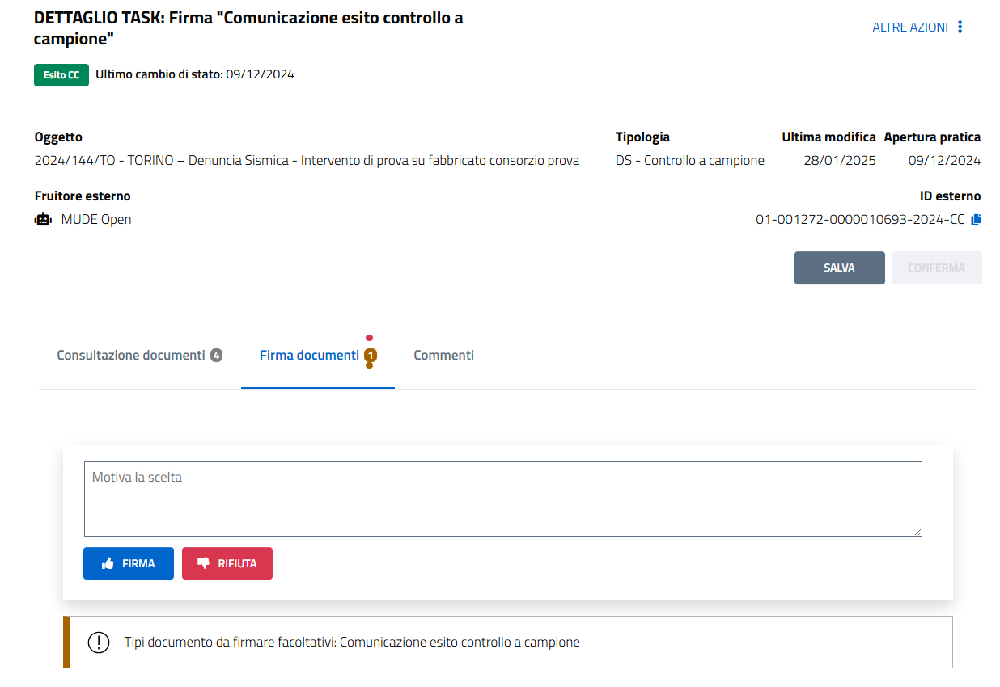 DETTAGLIO TASK: Firma "Comunicazione esito controllo a
campione"
ALTRE AZIONI
Esito CC Ultimo cambio di stato: 09/12/2024
Oggetto Tipologia Ultima modifica Apertura pratica
2024/144/TO - TORINO – Denuncia Sismica - Intervento di prova su fabbricato consorzio prova DS - Controllo a campione 28/01/2025 09/12/2024
Fruitore esterno ID esterno
MUDE Open 01-001272-0000010693-2024-CC
SALVA CONFERMA
Consultazione documenti 4 Firma documenti 1 Commenti
Motiva la scelta
FIRMA RIFIUTA
Tipi documento da firmare facoltativi: Comunicazione esito controllo a campione